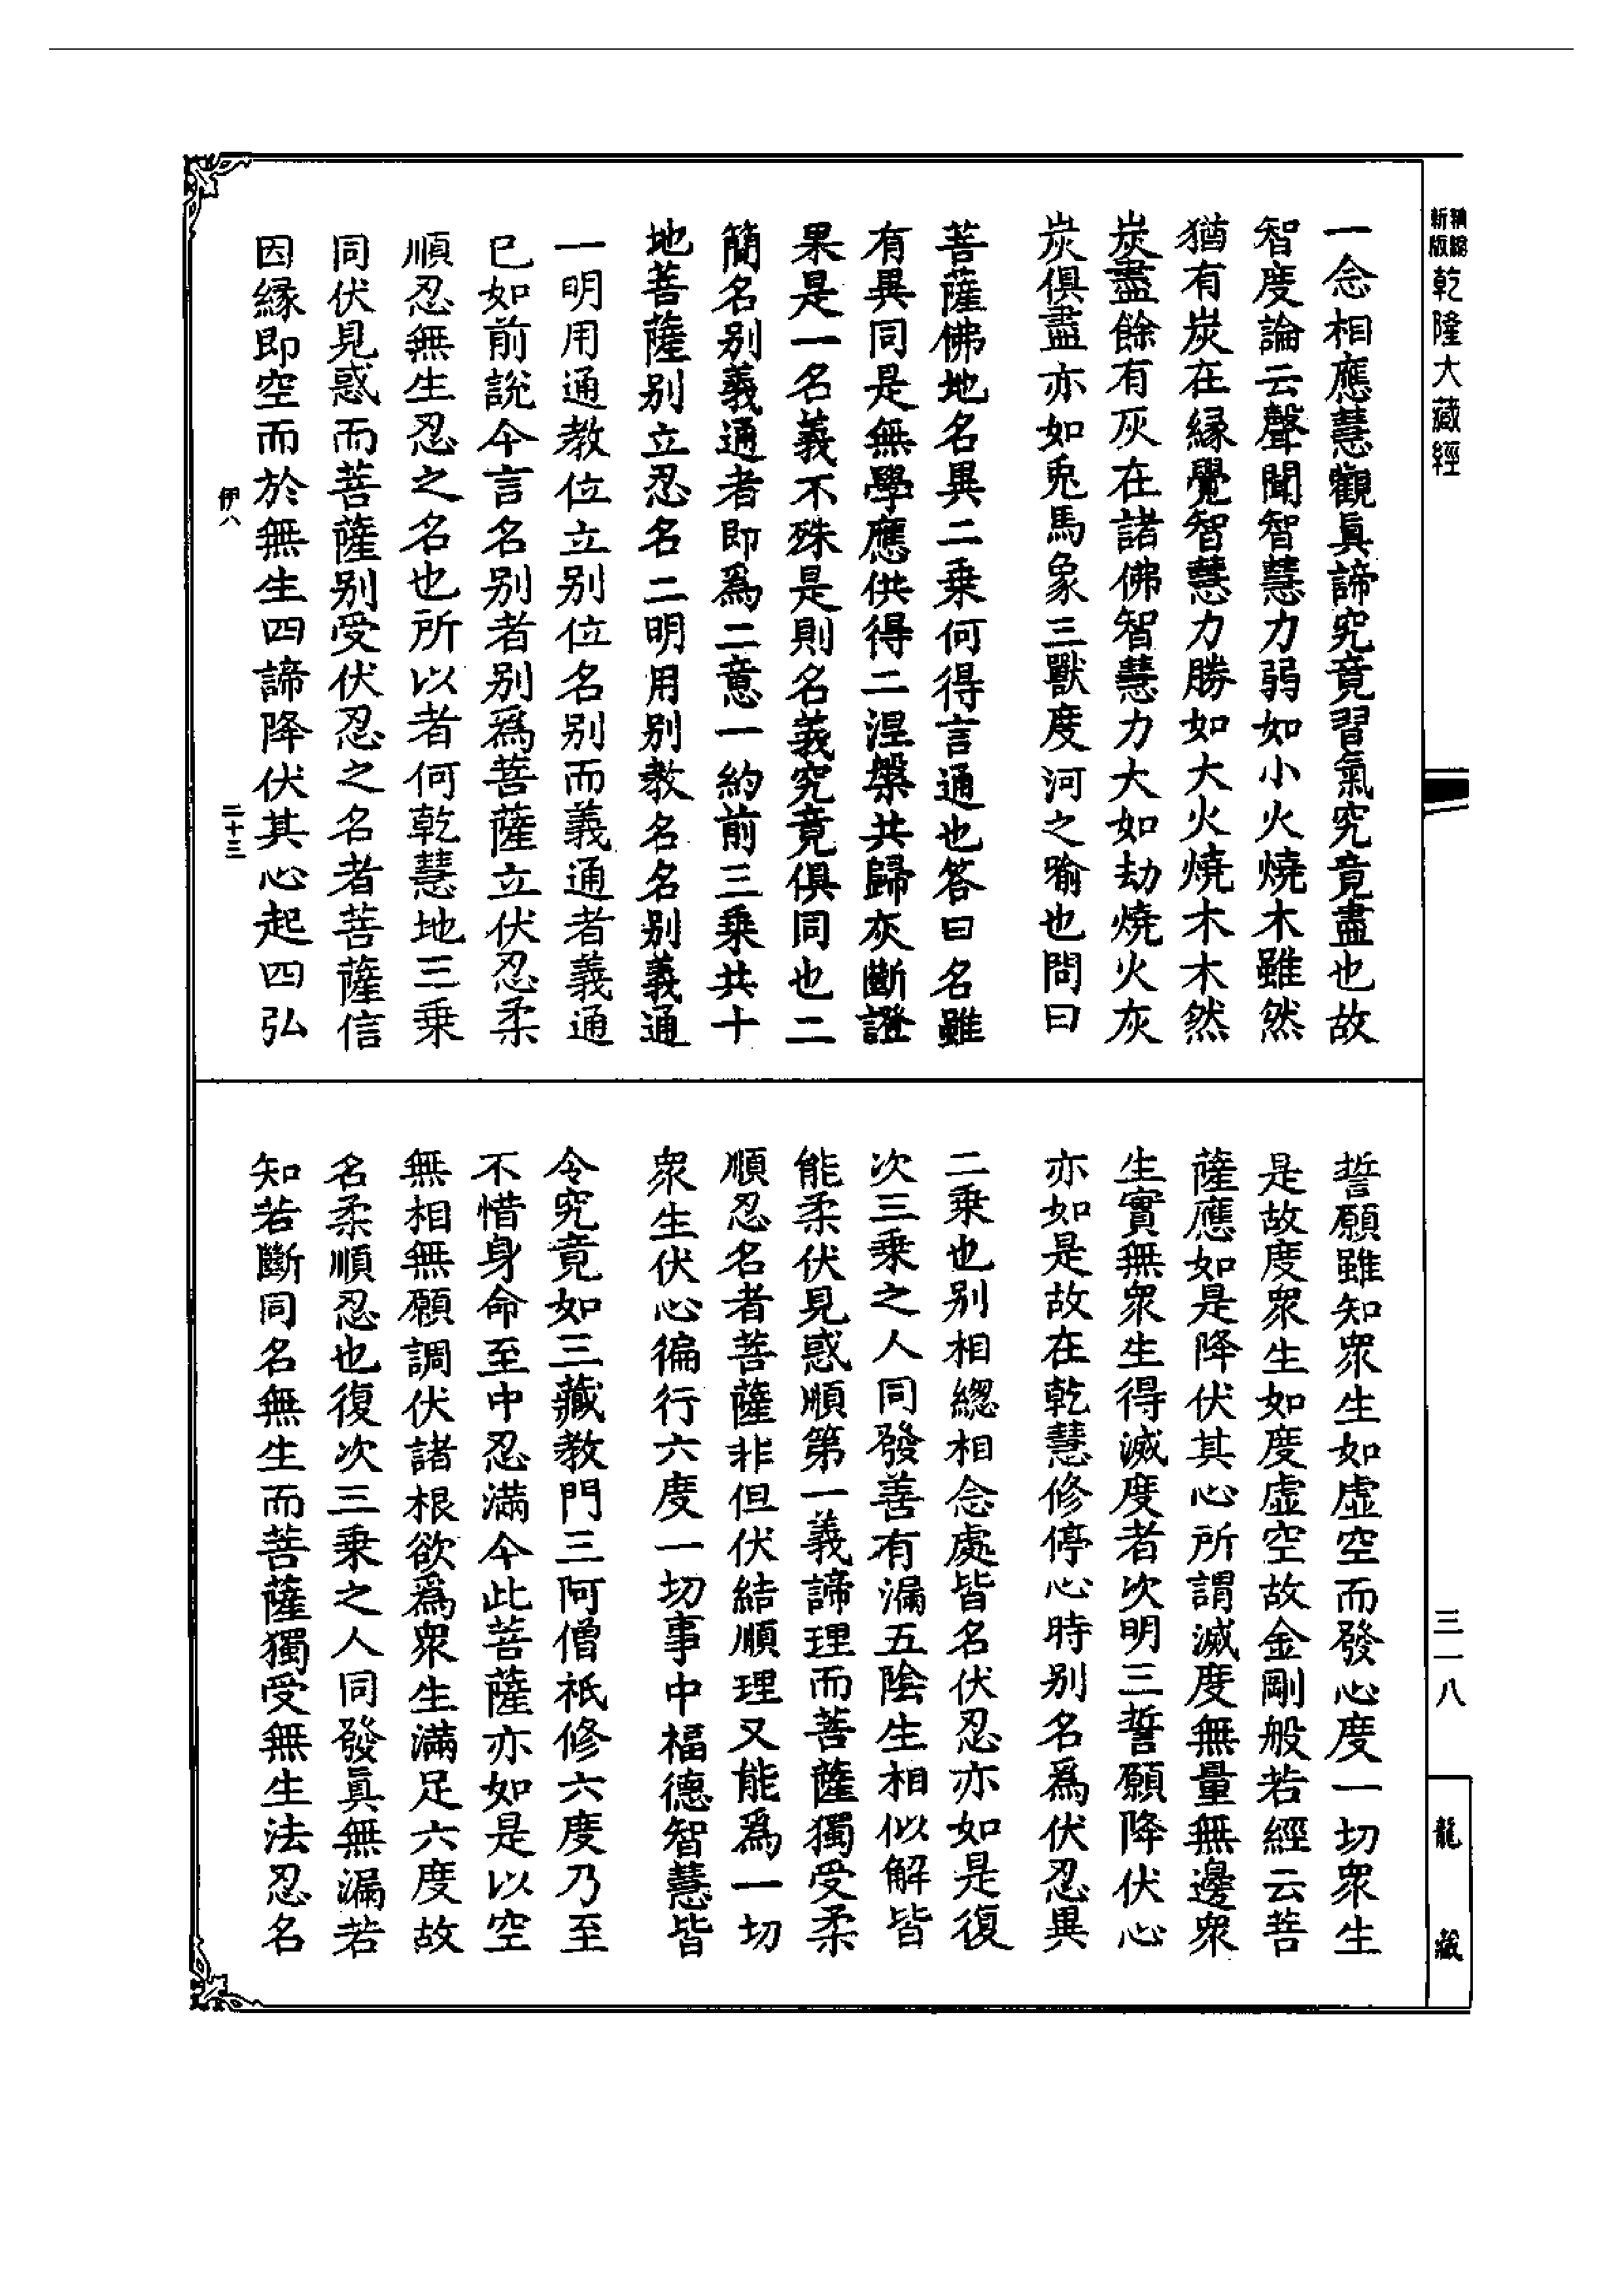 新版
乾隆大藏經
一念相應慧觀眞諦究竟習氣究竟盡也故
智度論云聲聞智慧力弱如小火燒木雖然
猶有炭在縁覺智慧力勝如大火燒木木然
炭盡餘有灰在諸佛智慧力大如劫燒火灰
炭俱盡亦如兎馬象三獸度河之喻也問曰
菩薩佛地名異二乗何得言通也答曰名雖
有異同是無學應供得二涅槃共歸灰斷證
果是一名義不殊是則名義究竟俱同也二
簡名别義通者即爲二意一約前三乗共十
地菩薩别立忍名二明用别教名名别義通
一明用通教位立别位名别而義通者義通
已如前說今言名别者别爲菩薩立伏忍柔
順忍無生忍之名也所以者何乾慧地三乗
同伏見惑而菩薩别受伏忍之名者菩薩信
因縁即空而於無生四諦降伏其心起四弘
伊八
二十三
誓願雖知衆生如虚空而發心度一切衆生
是故度衆生如度虚空故金剛般若經云菩
薩應如是降伏其心所謂滅度無量無邊衆
生實無衆生得滅度者次明三誓願降伏心
亦如是故在乾慧修停心時别名爲伏忍異
二乗也别相緫相念處皆名伏忍亦如是復
次三乗之人同發善有漏五陰生相似解皆
能柔伏見惑順第一義諦理而菩薩獨受柔
順忍名者菩薩非但伏結順理又能爲一切
衆生伏心徧行六度一切事中福德智慧皆
令究竟如三藏教門三阿僧祇修六度乃至
不惜身命至中忍滿今此菩薩亦如是以空
無相無願調伏諸根欲爲衆生滿足六度故
名柔順忍也復次三乗之人同發眞無漏若
知若斷同名無生而菩薩獨受無生法忍名
三一八
龍藏